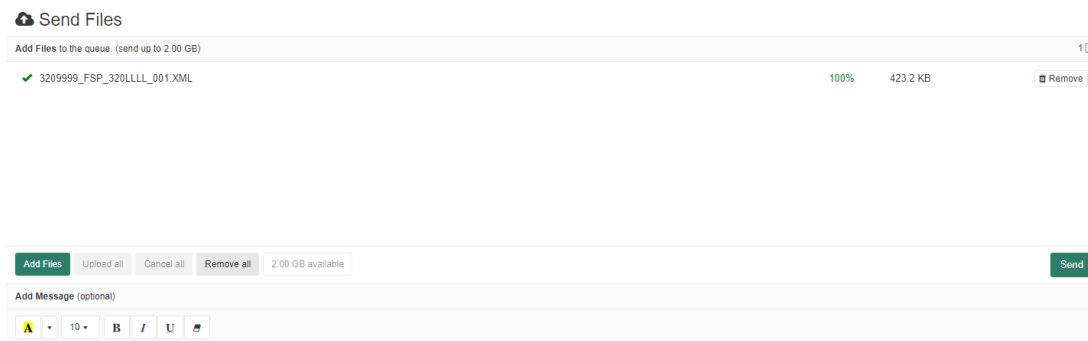 Send Files
Add Files to the queue. (send up to 2.00 GB)
1
3209999_FSP_320LLLL_001.XML 100% 423.2 KB Remove
Add Files Upload all Cancel all Remove all 2.00 GB available Send
Add Message (optional)
A 10 B I U